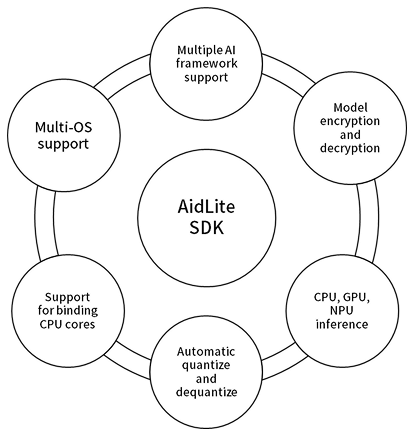 Multiple AI
framework
support
Model
encryption
and
decryption
CPU, GPU,
NPU
inference
Automatic
quantize
and
dequantize
Support
for binding
CPU cores
Multi-OS
support
AidLite
SDK